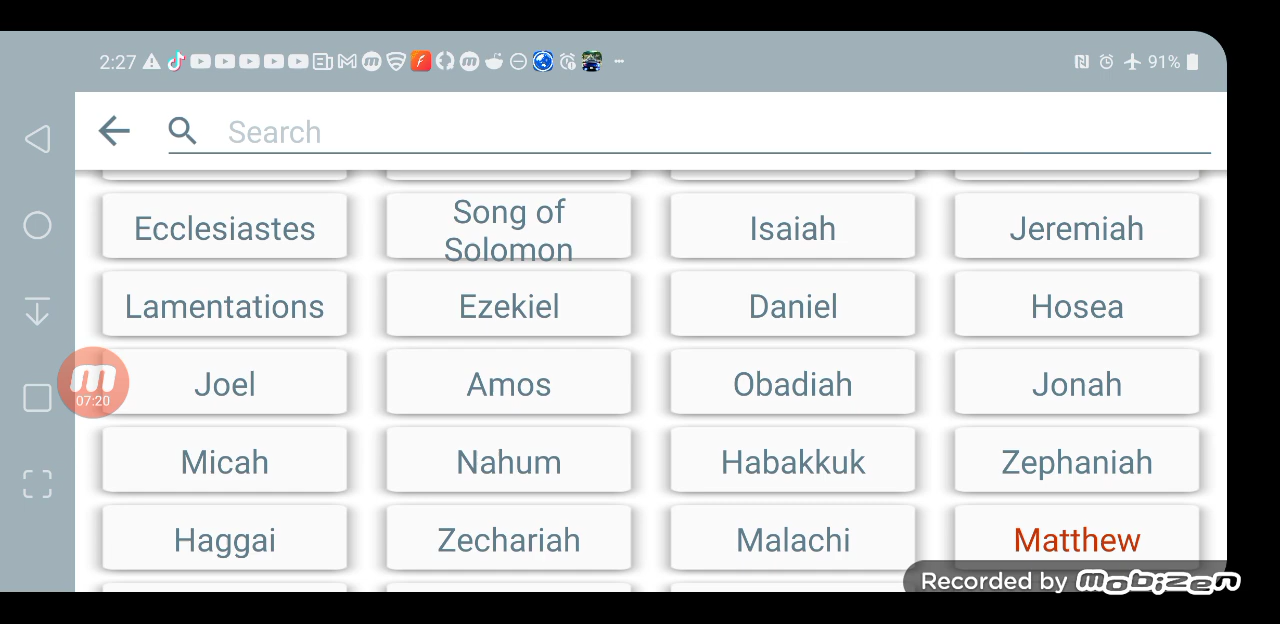 2:27
91%
Search
Ecclesiastes
Song of
Solomon
Isaiah
Jeremiah
Lamentations
Ezekiel
Daniel
Hosea
07:20
Joel
Amos
Obadiah
Jonah
Micah
Nahum
Habakkuk
Zephaniah
Haggai
Zechariah
Malachi
Matthew
Recorded by mobizen